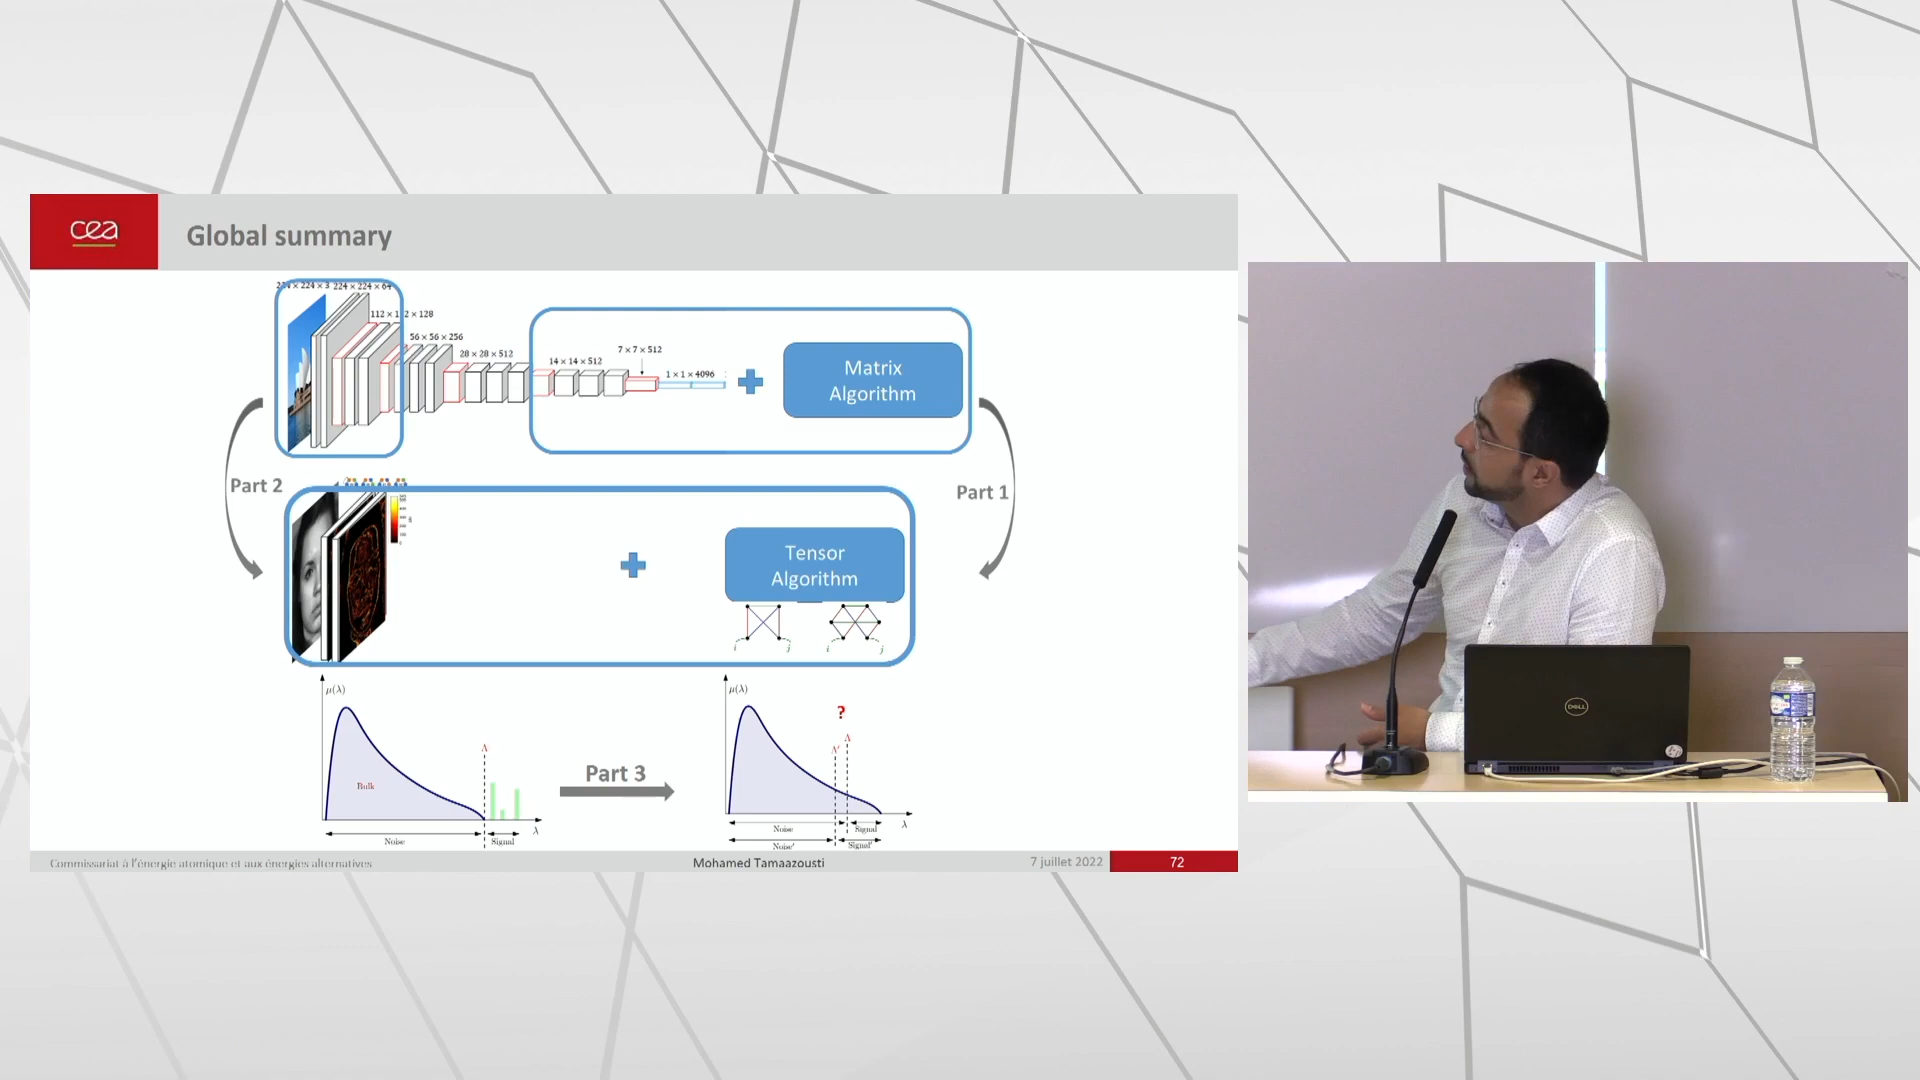 cea
Global summary
224 × 224 × 3 224 × 224 × 64
112 × 112 × 128
56 × 56 × 256
28 × 28 × 512
14 × 14 × 512
7 × 7 × 512
1 × 1 × 4096
Matrix
Algorithm
Part 2
Part 1
Tensor
Algorithm
i
j
i
j
μ(λ)
Λ
Bulk
Noise
Signal
λ
Part 3
μ(λ)
?
Λ' Λ
Noise
Signal
λ
Noise'
Signal'
Commissariat à l'énergie atomique et aux énergies alternatives
Mohamed Tamaazousti
7 juillet 2022
72
DELL